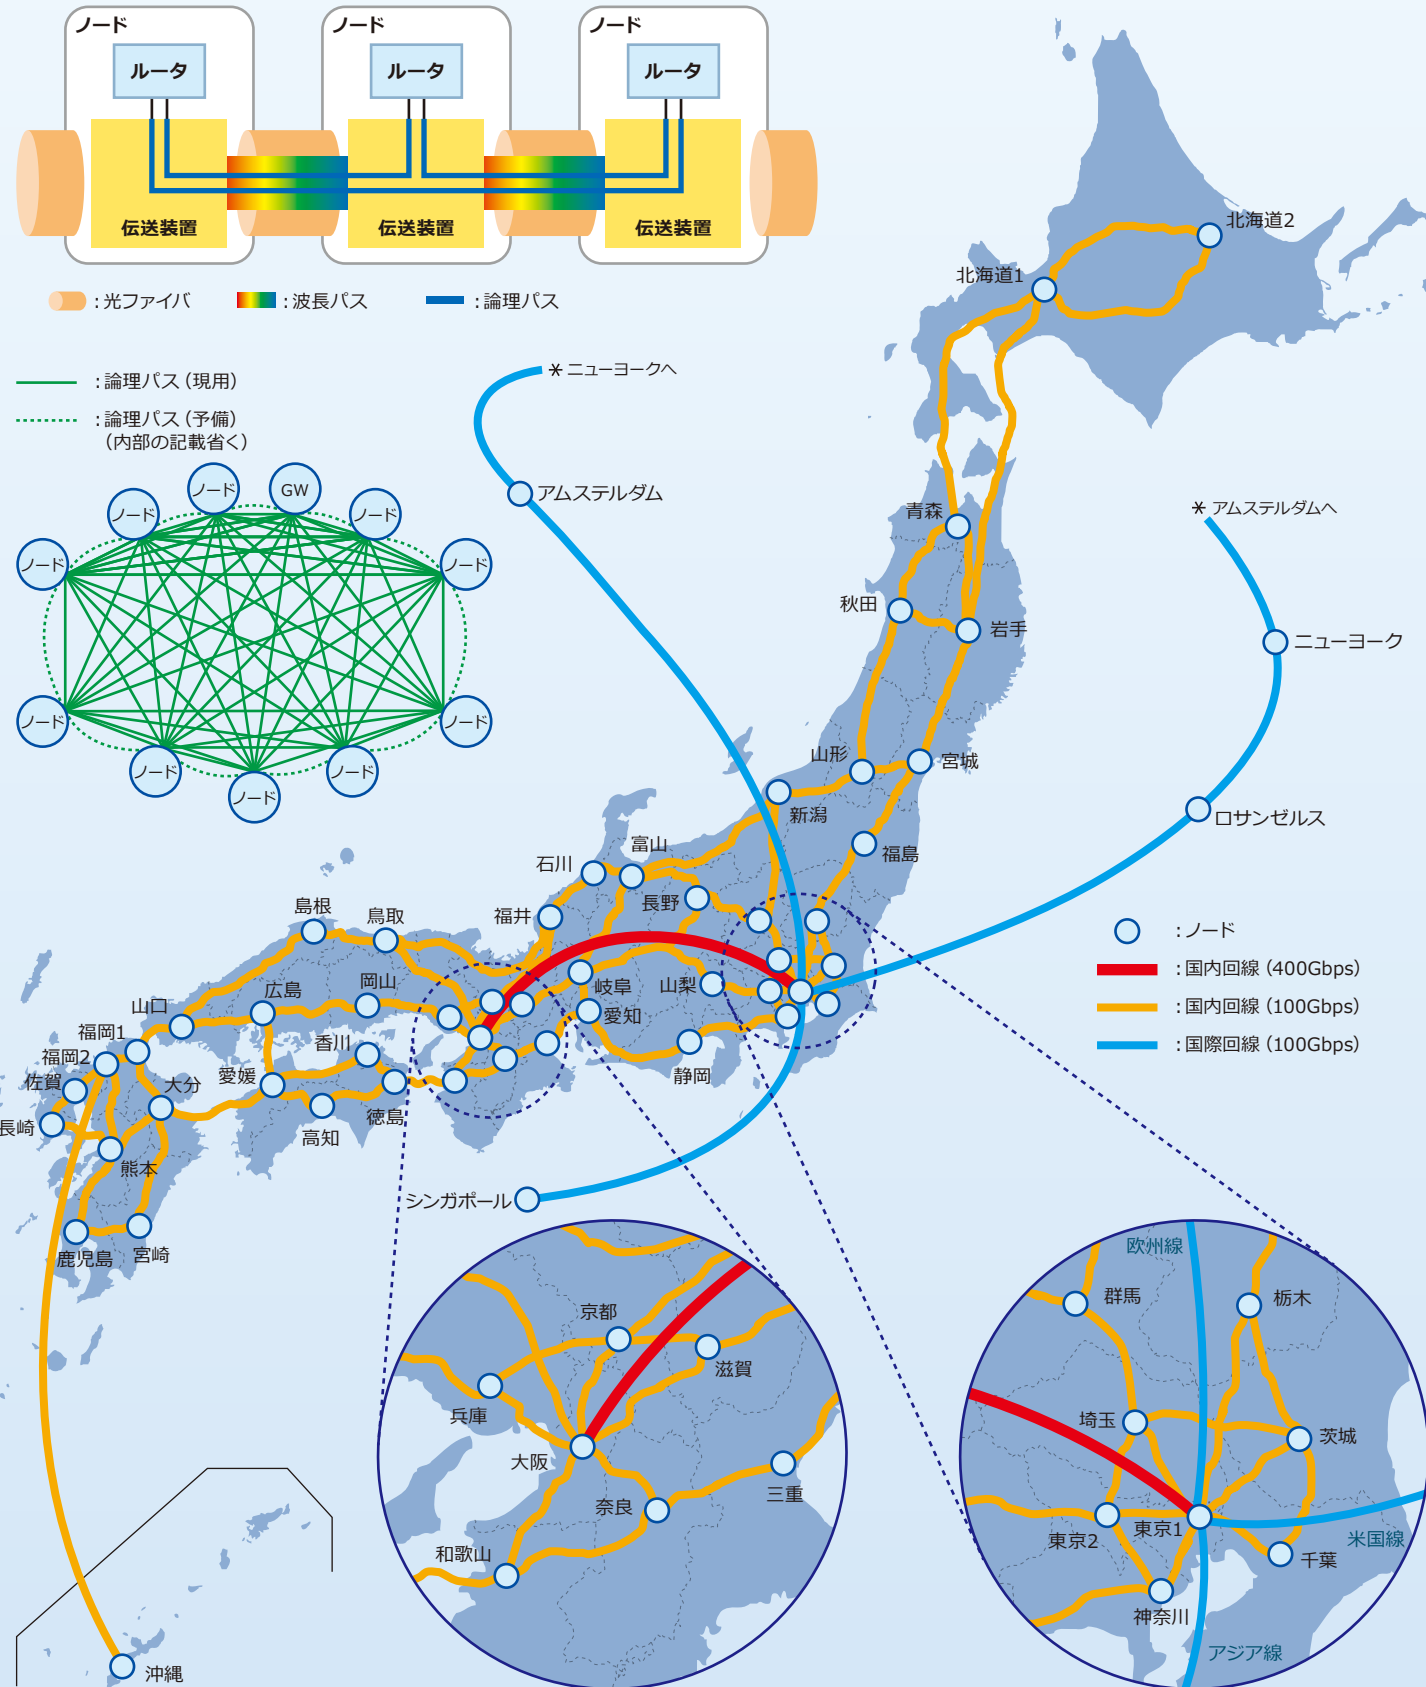 ノード
ノード
ノード
ルータ
ルータ
ルータ
伝送装置
伝送装置
伝送装置
：光ファイバ
：波長パス
：論理パス
：論理パス（現用）
：論理パス（予備）
（内部の記載省く）
ノード
GW
ノード
ノード
ノード
ノード
ノード
ノード
ノード
ノード
ノード
＊ニューヨークへ
アムステルダム
＊アムステルダムへ
ニューヨーク
ロサンゼルス
シンガポール
北海道2
北海道1
青森
秋田
岩手
山形
宮城
新潟
福島
富山
石川
長野
福井
島根
鳥取
岡山
広島
山口
岐阜
山梨
愛知
静岡
福岡1
福岡2
佐賀
大分
長崎
熊本
香川
愛媛
徳島
高知
鹿児島
宮崎
沖縄
：ノード
：国内回線（400Gbps）
：国内回線（100Gbps）
：国際回線（100Gbps）
京都
滋賀
兵庫
大阪
奈良
三重
和歌山
欧州線
群馬
栃木
埼玉
茨城
東京2
東京1
米国線
千葉
神奈川
アジア線